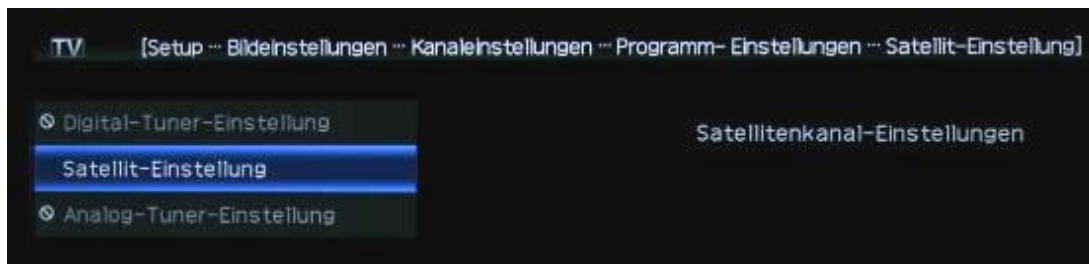 TV [Setup ... Bildeinstellungen ... Kanaleinstellungen ... Programm- Einstellungen ... Satellit-Einstellung]
Digital-Tuner-Einstellung
Satellitenkanal-Einstellungen
Satellit-Einstellung
Analog-Tuner-Einstellung